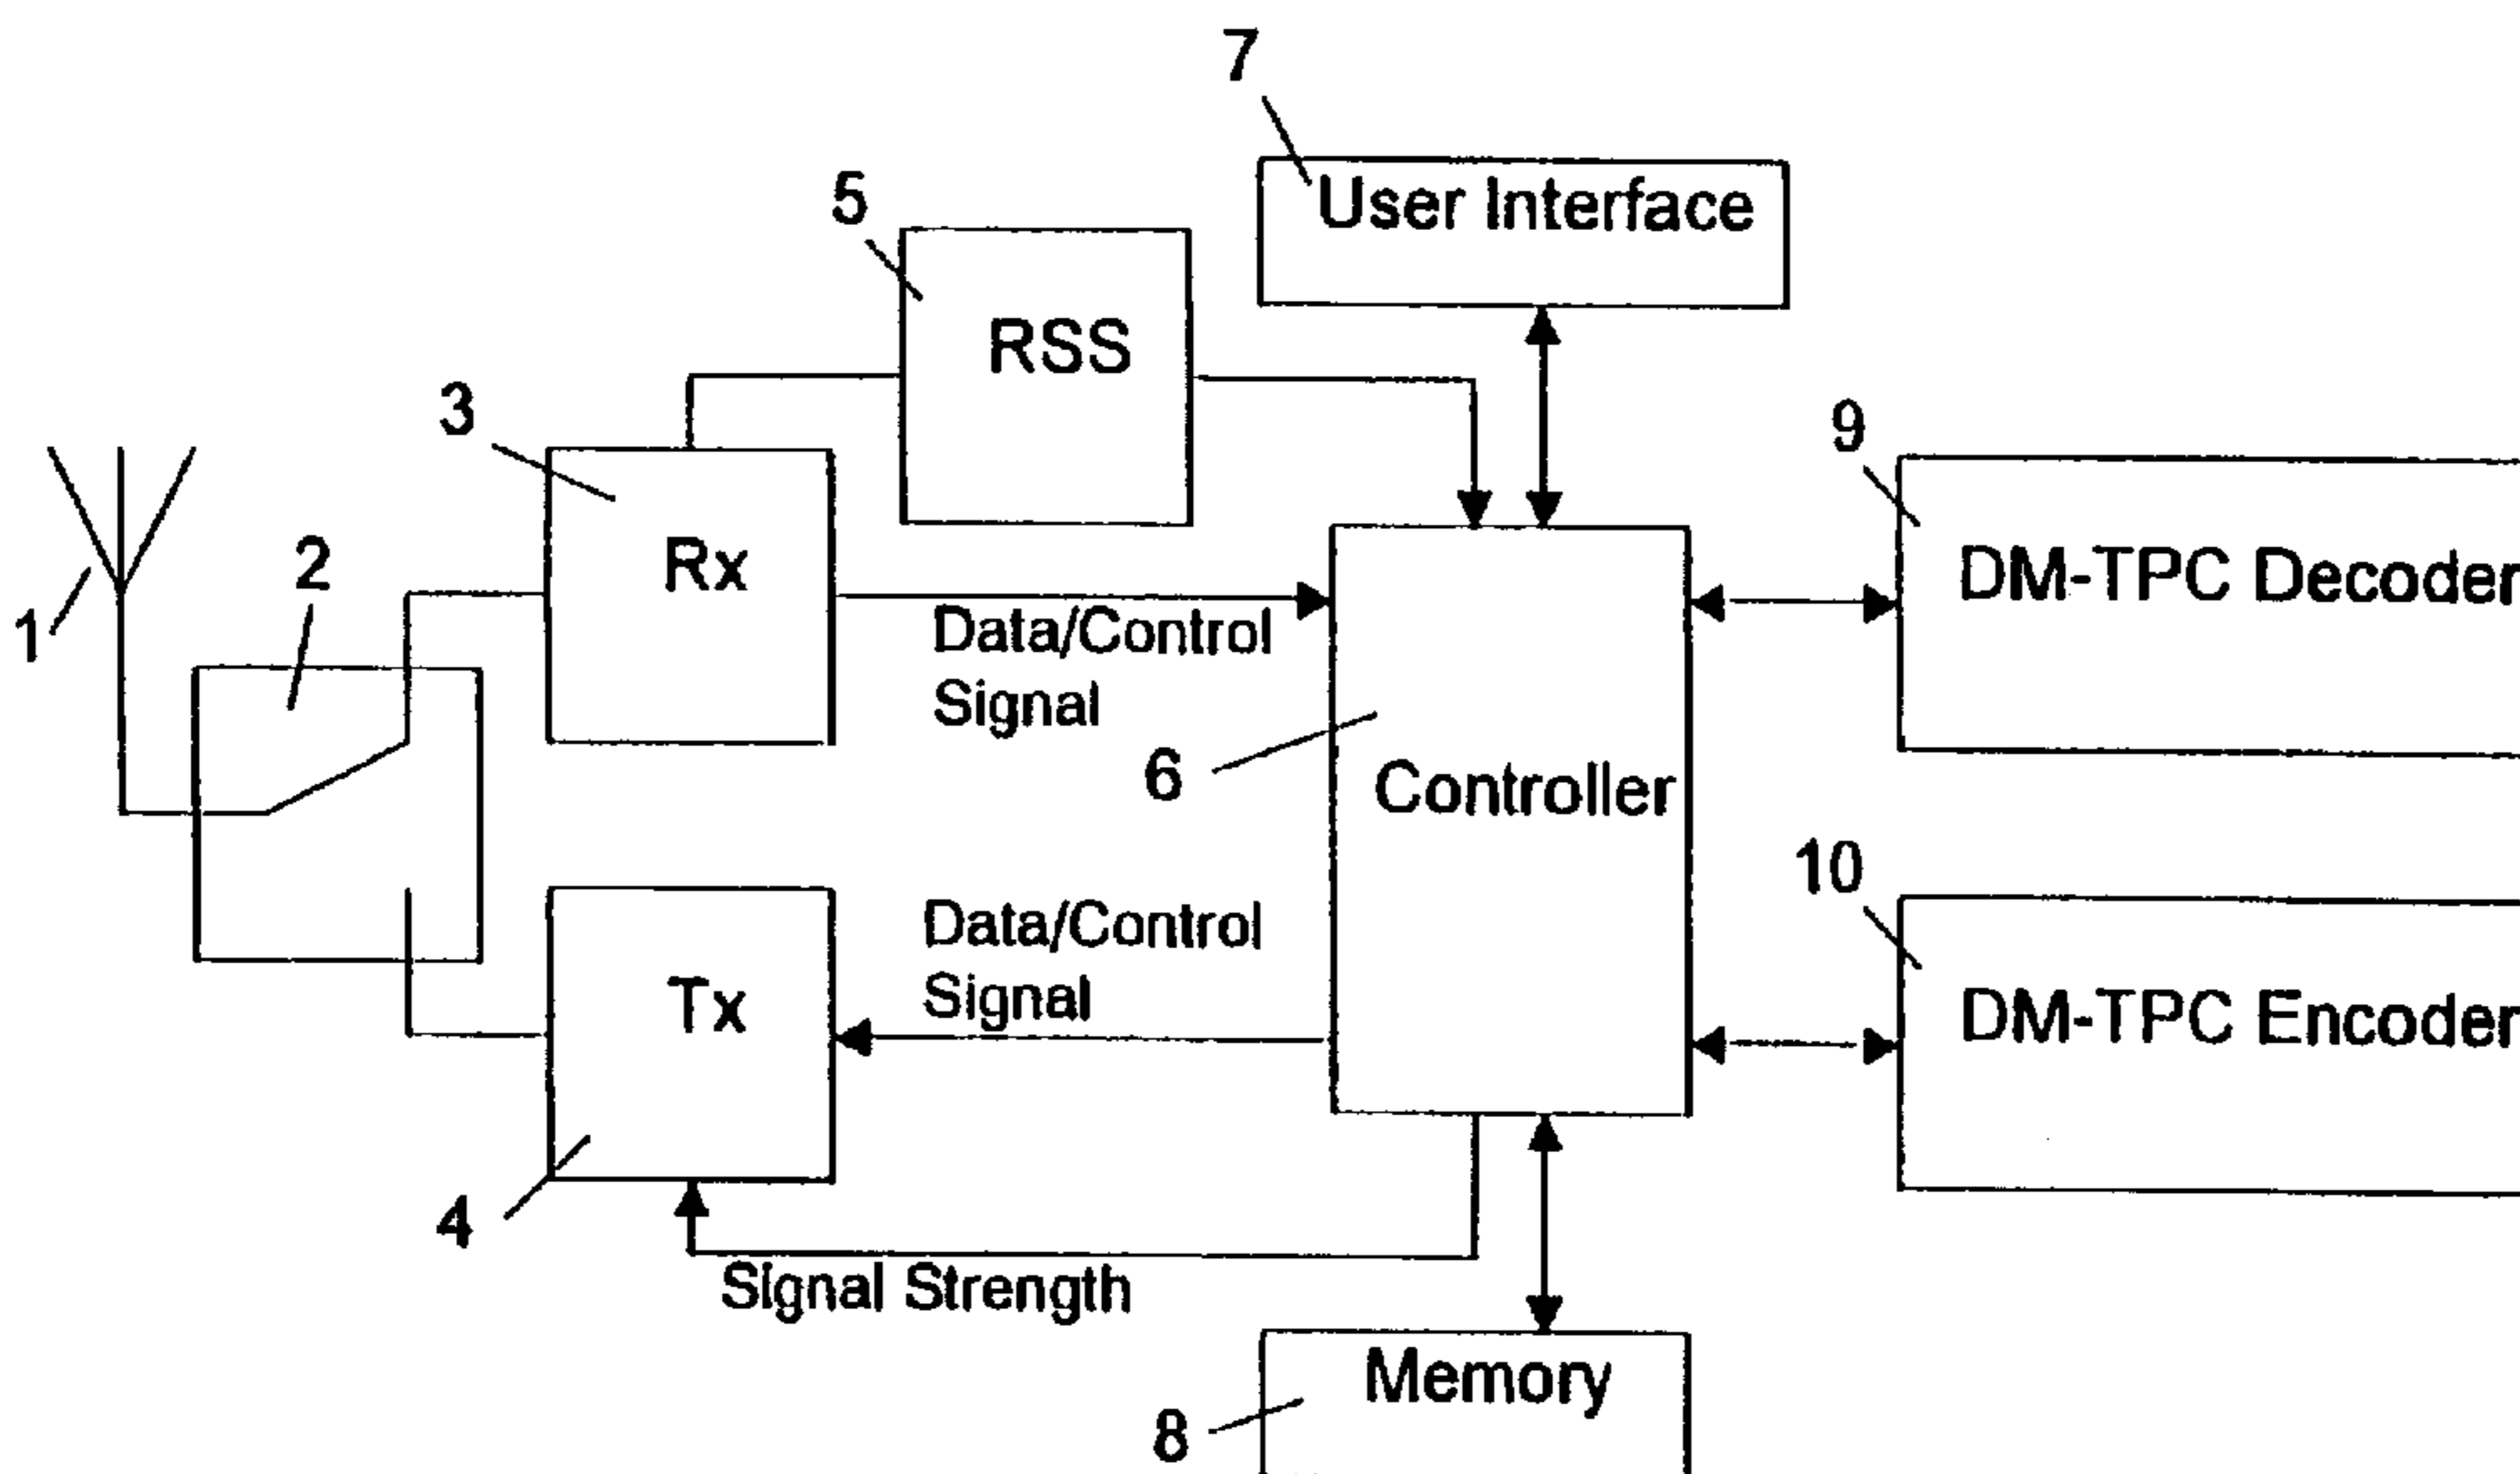 7
User Interface
5
RSS
3
9
Rx
DM-TPC Decoder
2
1
Data/Control
Signal
6
Controller
10
Data/Control
Signal
Tx
DM-TPC Encoder
4
Signal Strength
Memory
8